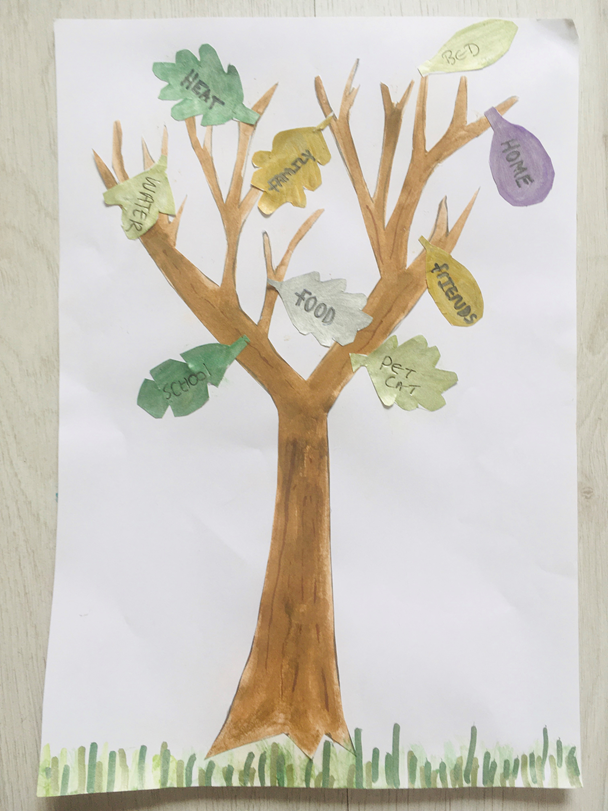 BED
HEAT
HOME
FAMILY
WATER
FRIENDS
FOOD
SCHOOl
PET
CAT